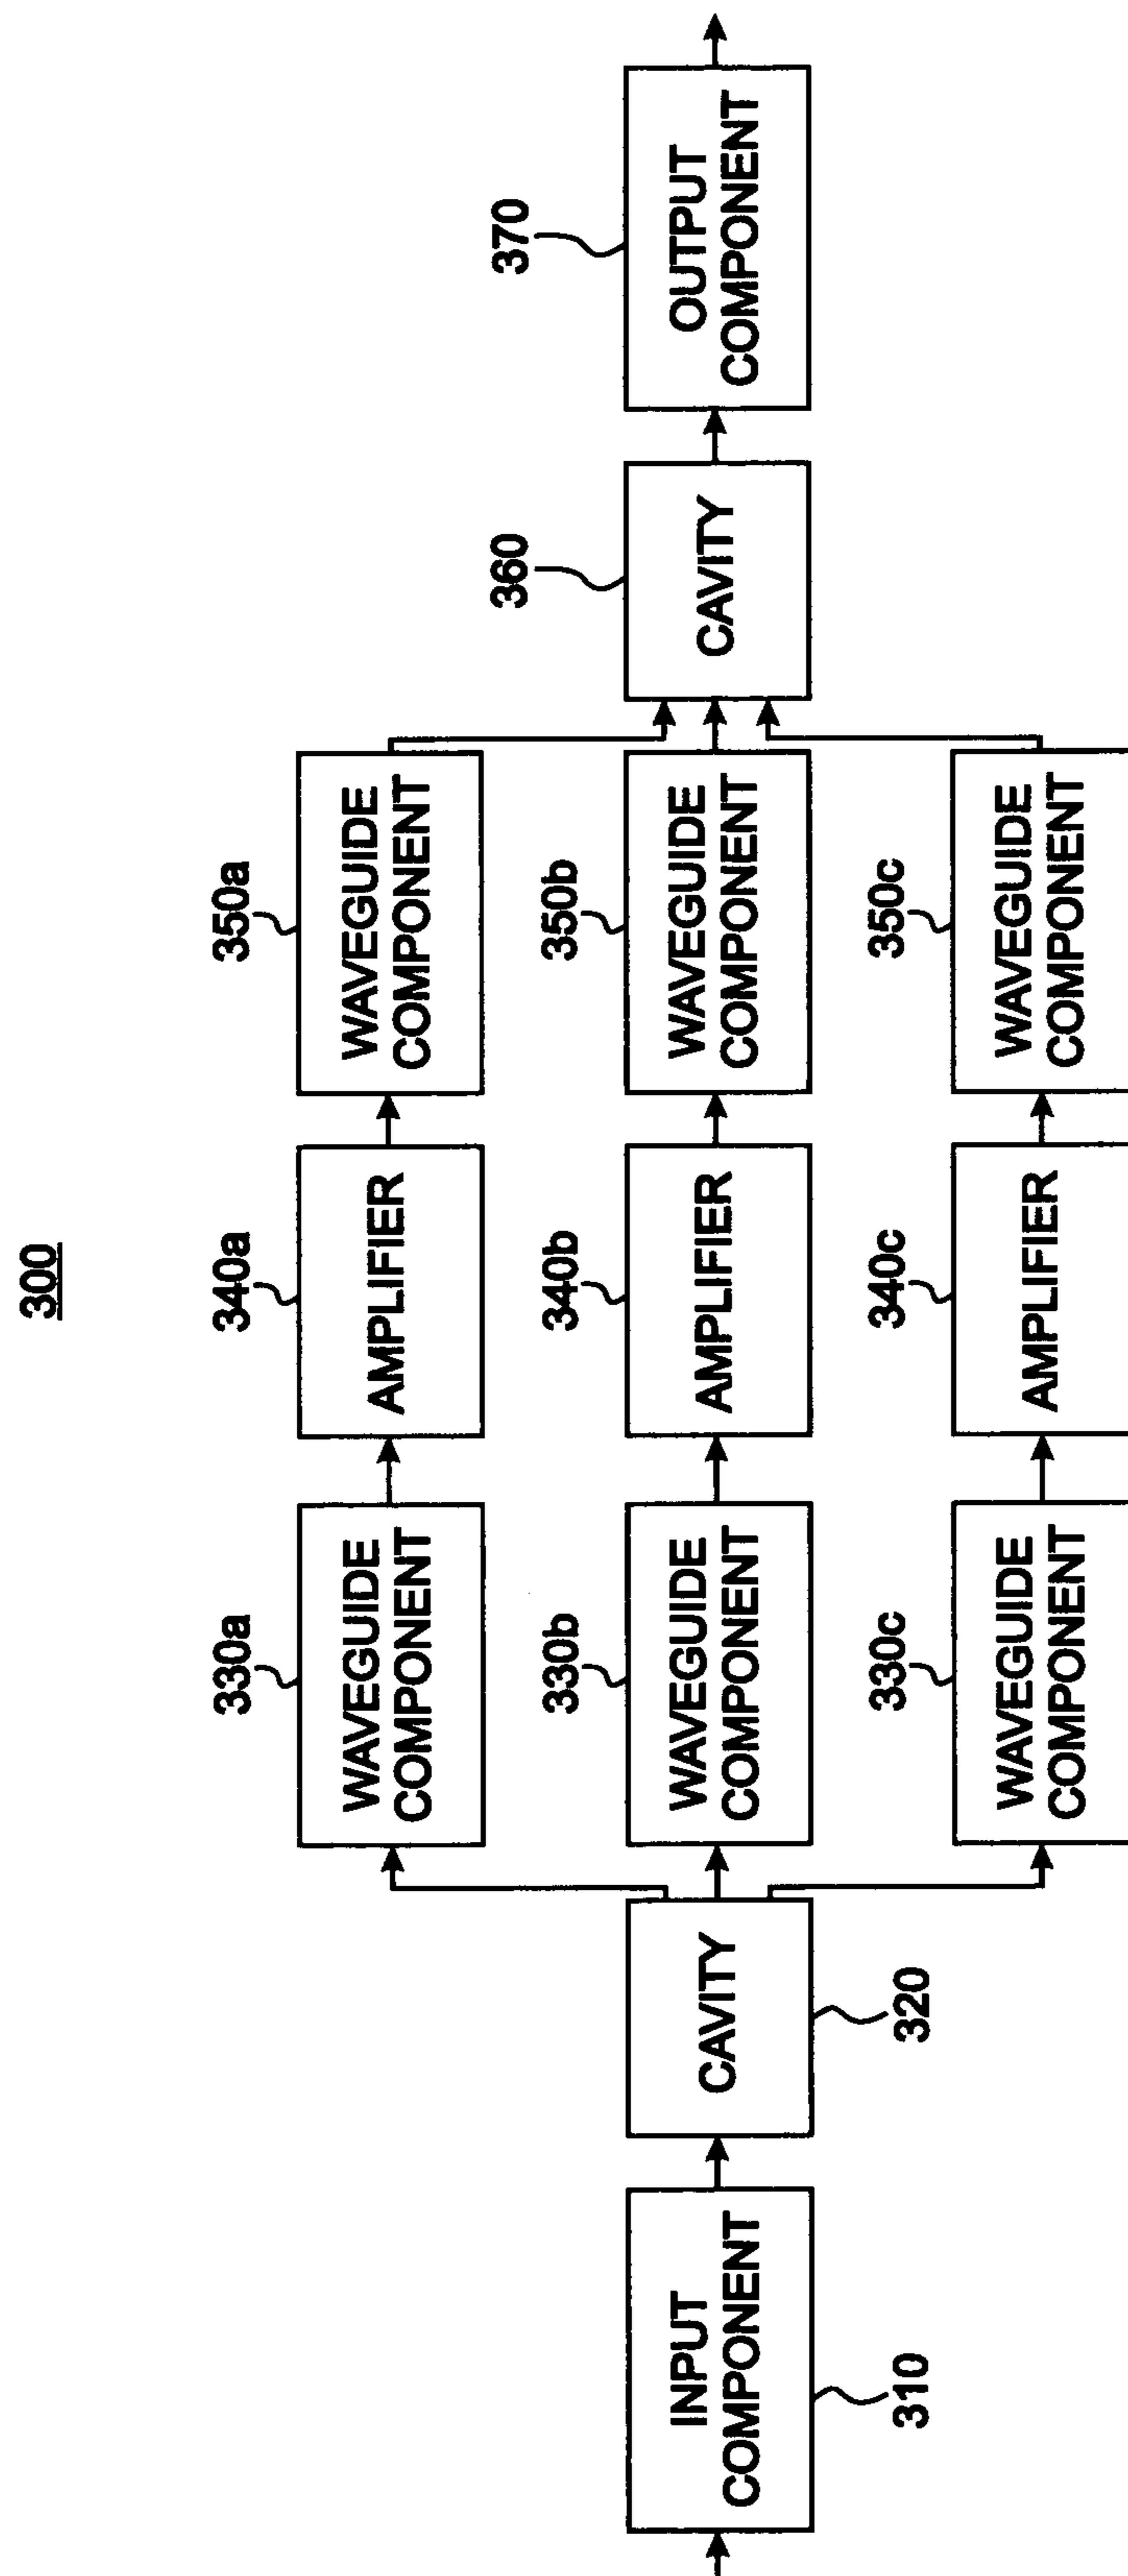 300
330a
340a
350a
WAVEGUIDE
COMPONENT
AMPLIFIER
WAVEGUIDE
COMPONENT
330b
340b
350b
360
370
INPUT
COMPONENT
CAVITY
WAVEGUIDE
COMPONENT
AMPLIFIER
WAVEGUIDE
COMPONENT
CAVITY
OUTPUT
COMPONENT
310
320
330c
340c
350c
WAVEGUIDE
COMPONENT
AMPLIFIER
WAVEGUIDE
COMPONENT